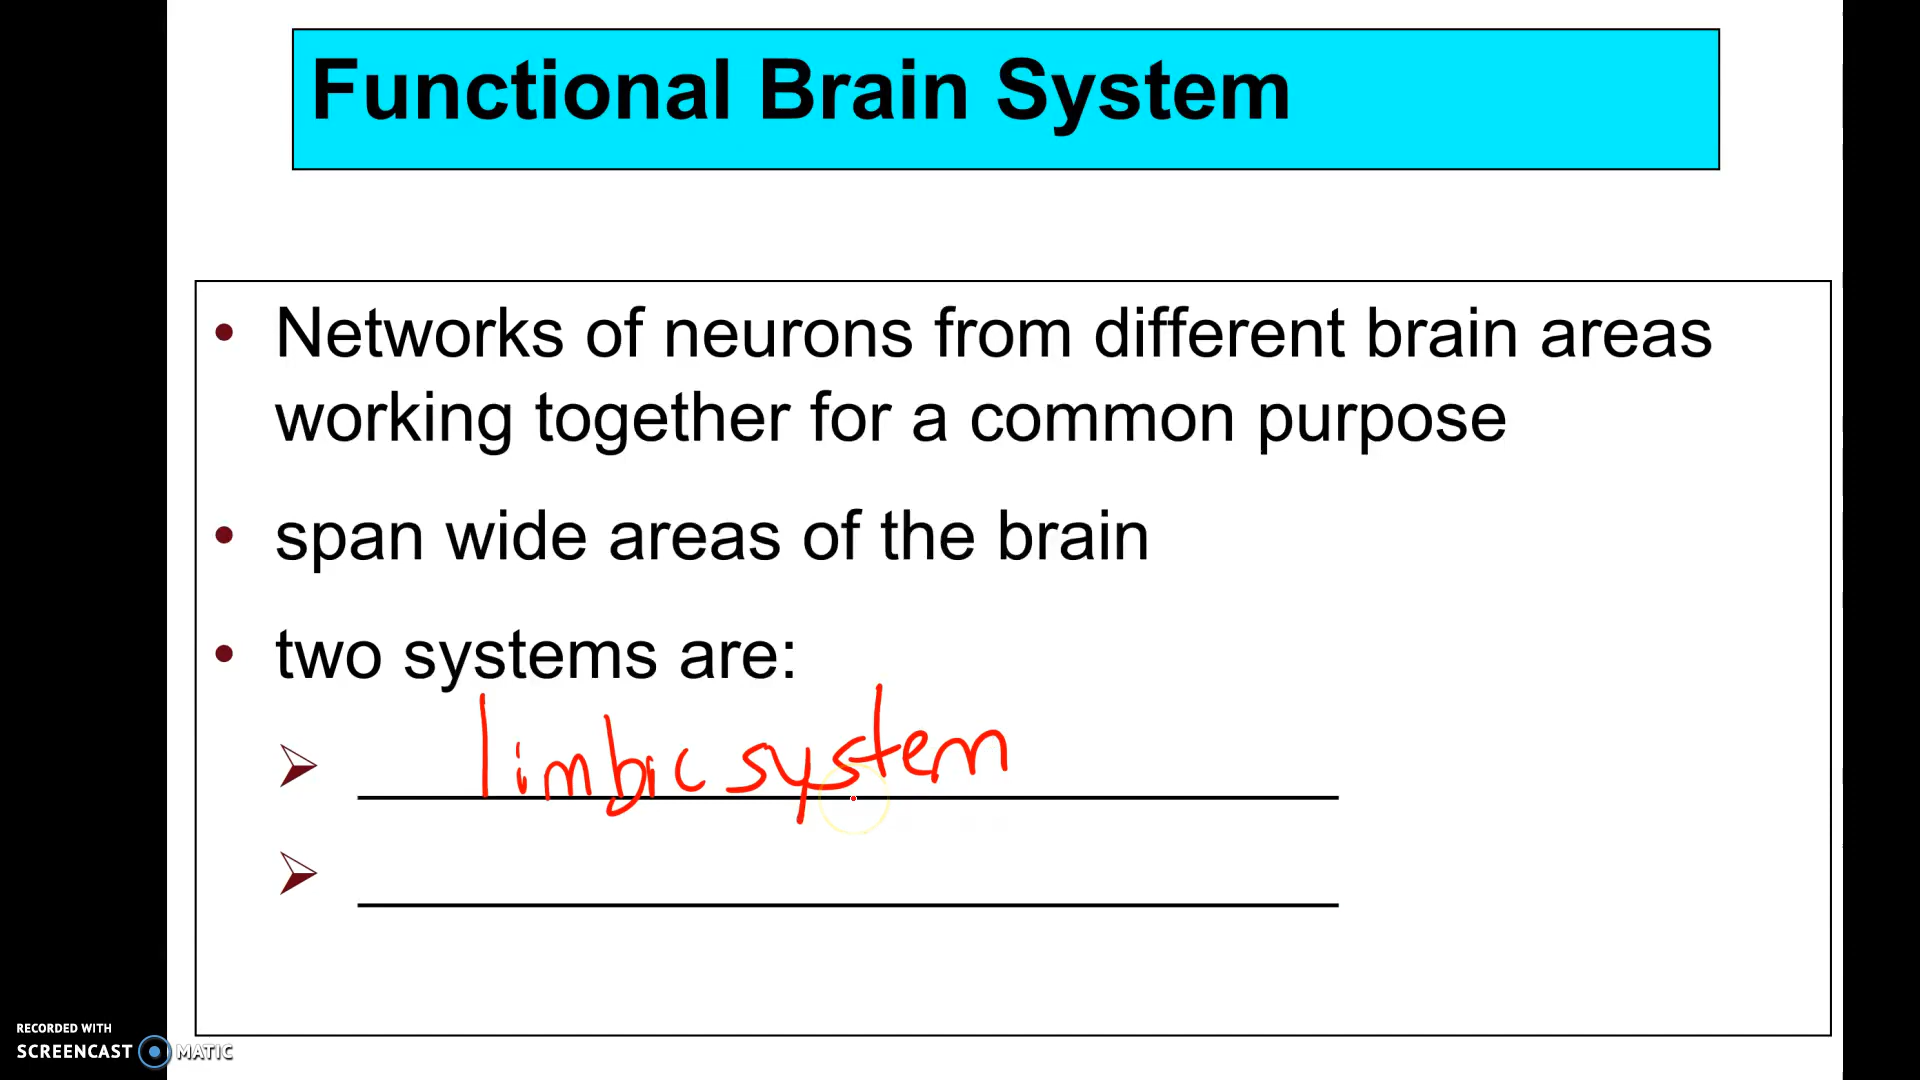 Functional Brain System
• Networks of neurons from different brain areas
working together for a common purpose
• span wide areas of the brain
• two systems are:
limbic system
RECORDED WITH
SCREENCAST MATIC